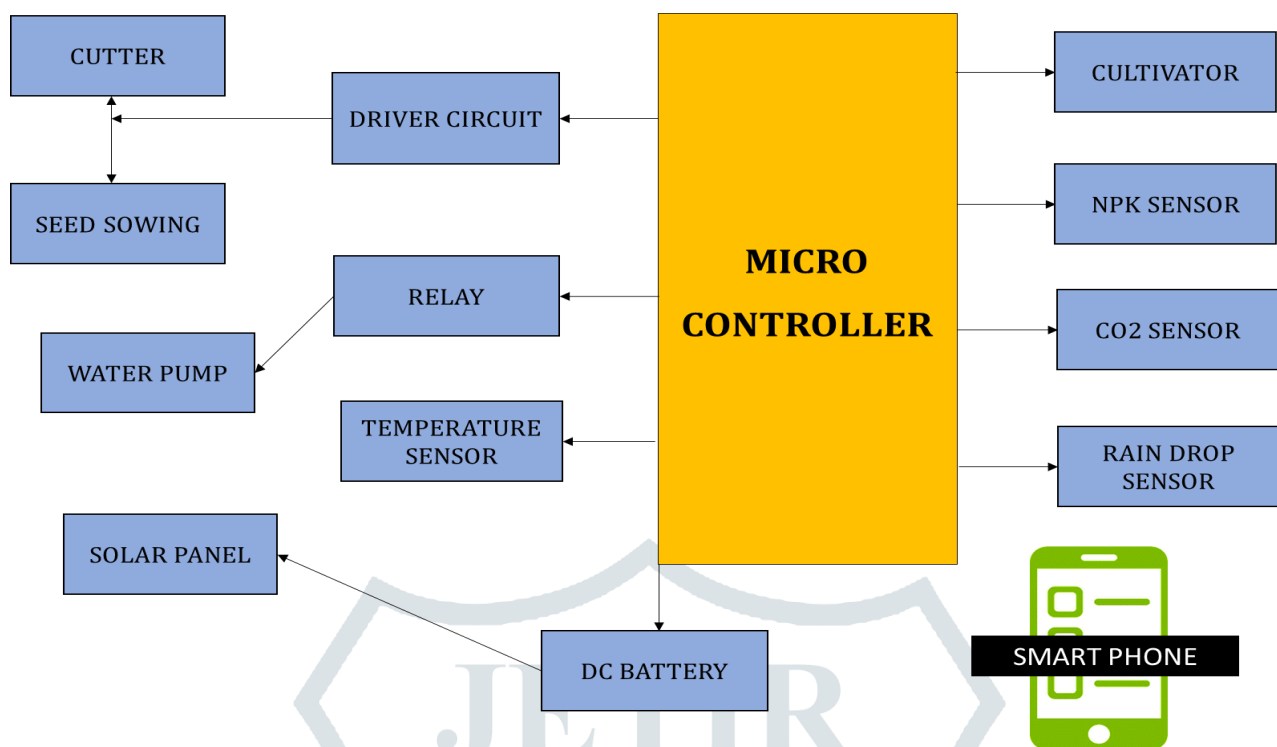 CUTTER
DRIVER CIRCUIT
SEED SOWING
RELAY
WATER PUMP
TEMPERATURE
SENSOR
SOLAR PANEL
DC BATTERY
MICRO
CONTROLLER
CULTIVATOR
NPK SENSOR
CO2 SENSOR
RAIN DROP
SENSOR
SMART PHONE
JETIR